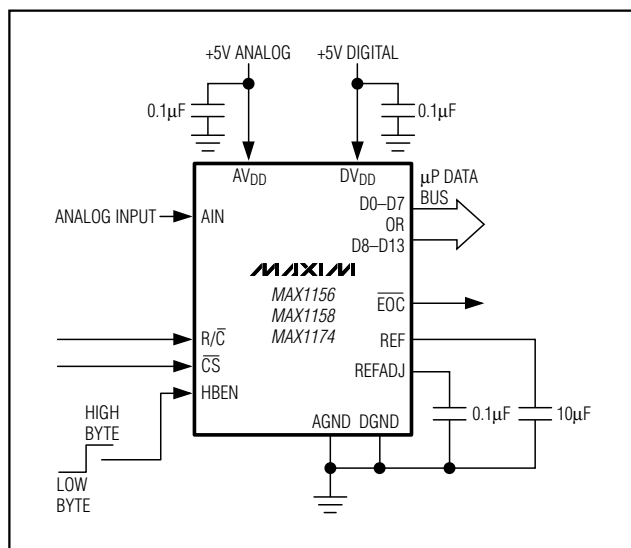 +5V ANALOG
+5V DIGITAL
0.1µF
0.1µF
AVDD
DVDD
µP DATA
BUS
D0–D7
OR
D8–D13
ANALOG INPUT
AIN
MAXIM
MAX1156
MAX1158
MAX1174
EOC
R/C
REF
CS
REFADJ
HBEN
HIGH
BYTE
0.1µF
10µF
AGND
DGND
LOW
BYTE